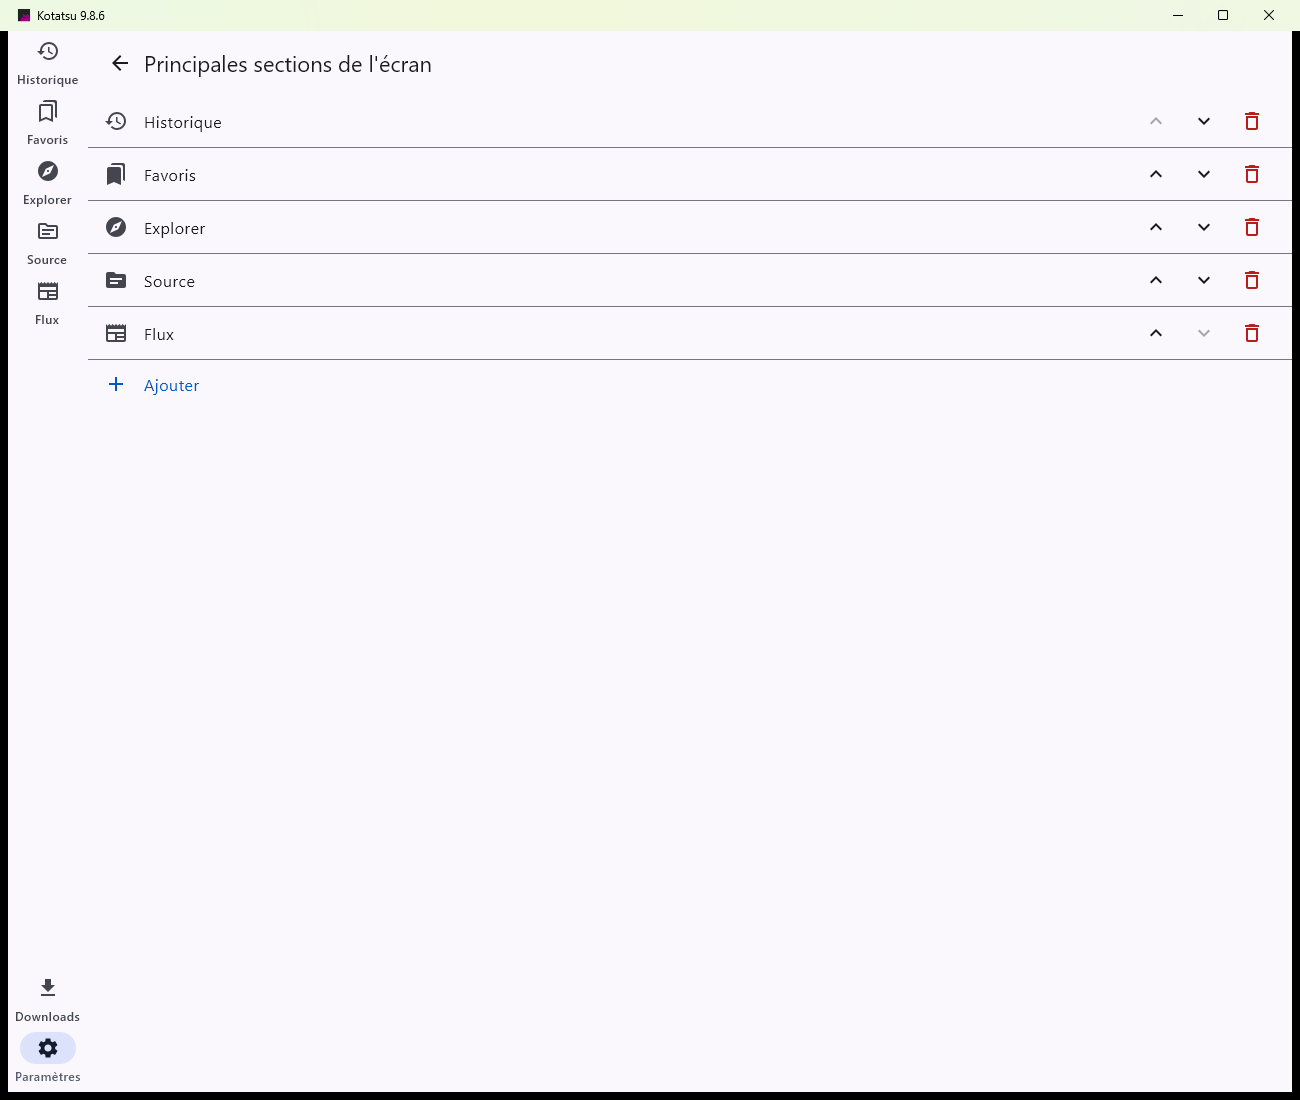 Kotatsu 9.8.6
Historique
Favoris
Explorer
Source
Flux
Downloads
Paramètres
Principales sections de l'écran
Historique
Favoris
Explorer
Source
Flux
Ajouter